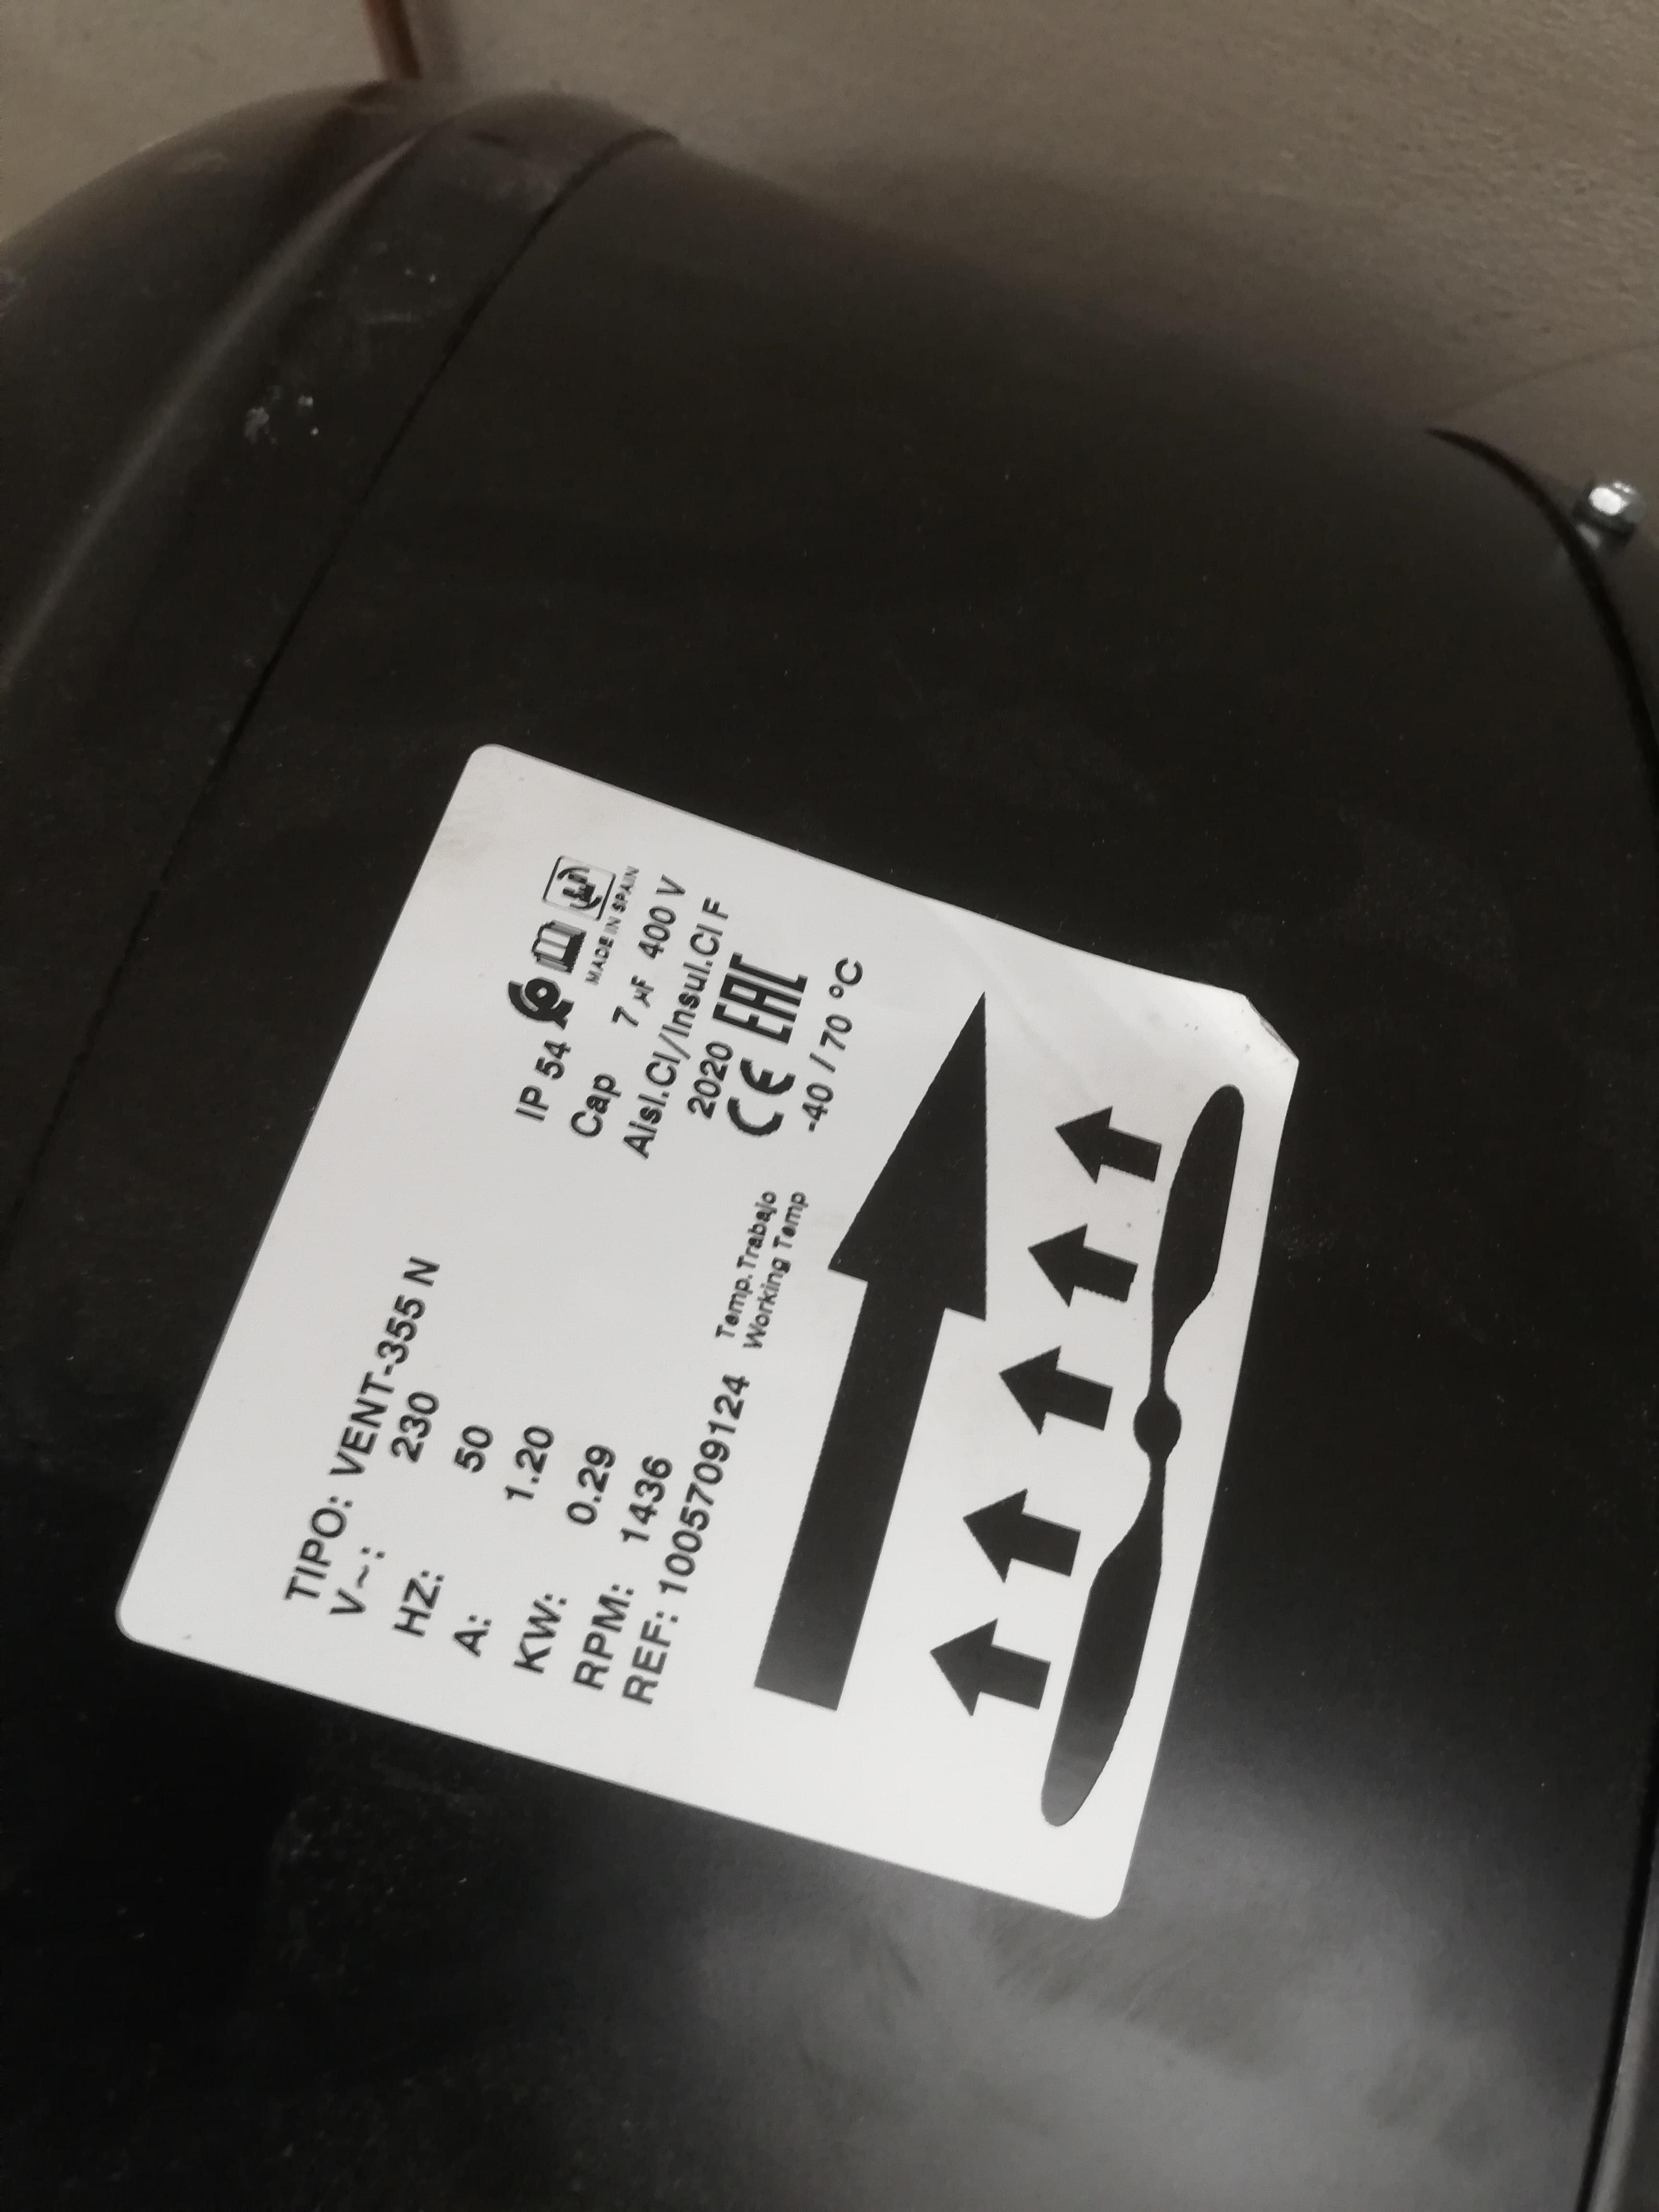 TIPO: VENT-355 N
V~: 230
HZ: 50
A: 1.20
KW: 0.29
RPM: 1436
REF: 1005709124
IP 54
MADE IN SPAIN
Cap 7 µF 400 V
Aisl.Cl/Insul.Cl F
2020
CE EAC
Temp.Trabajo
Working Temp
-40 / 70 °C